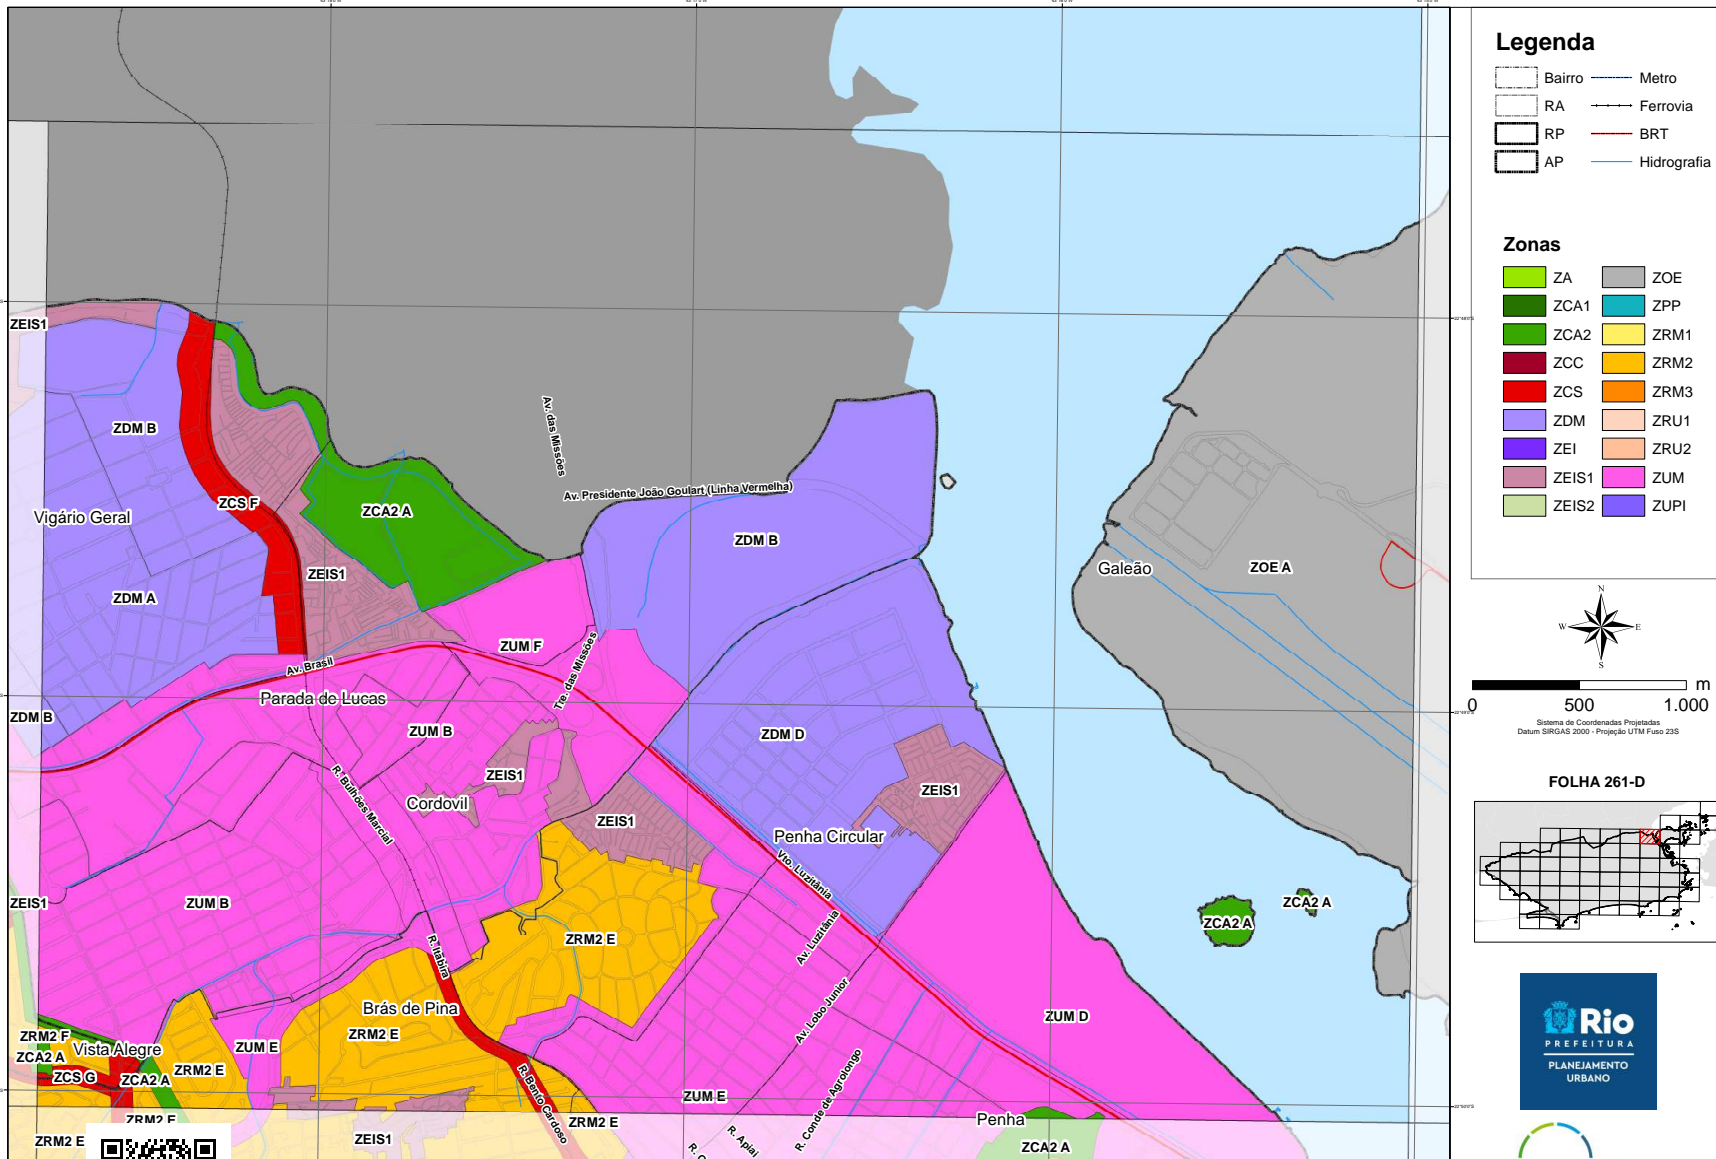 Legenda
Bairro
Metro
RA
Ferrovia
RP
BRT
AP
Hidrografia
Zonas
ZA
ZOE
ZCA1
ZPP
ZCA2
ZRM1
ZCC
ZRM2
ZCS
ZRM3
ZDM
ZRU1
ZEI
ZRU2
ZEIS1
ZUM
ZEIS2
ZUPI
N
W
E
S
m
0
500
1.000
Sistema de Coordenadas Projetadas
Datum SIRGAS 2000 - Projeção UTM Fuso 23S
FOLHA 261-D
Rio
PREFEITURA
PLANEJAMENTO
URBANO
ZEIS1
ZDM B
Av. das Missões
Av. Presidente João Goulart (Linha Vermelha)
ZCS F
ZCA2 A
Vigário Geral
ZDM B
Galeão
ZOE A
ZEIS1
ZDM A
ZUM F
Tre. das Missões
Av. Brasil
Parada de Lucas
ZDM B
ZUM B
ZDM D
ZEIS1
R. Bulhões Marcial
Cordovil
ZEIS1
ZEIS1
Penha Circular
Vto. Luzitânia
ZEIS1
ZUM B
ZCA2 A
ZCA2 A
Av. Luzitânia
ZRM2 E
R. Itabira
Brás de Pina
Av. Lobo Junior
ZUM D
ZRM2 F
ZRM2 E
ZUM E
Vista Alegre
ZCA2 A
ZRM2 E
ZCS G
ZCA2 A
R. Bento Cardoso
R. Conde de Agrolongo
ZUM E
ZRM2 E
Penha
ZRM2 E
ZRM2 E
ZEIS1
R. Apiaí
ZCA2 A